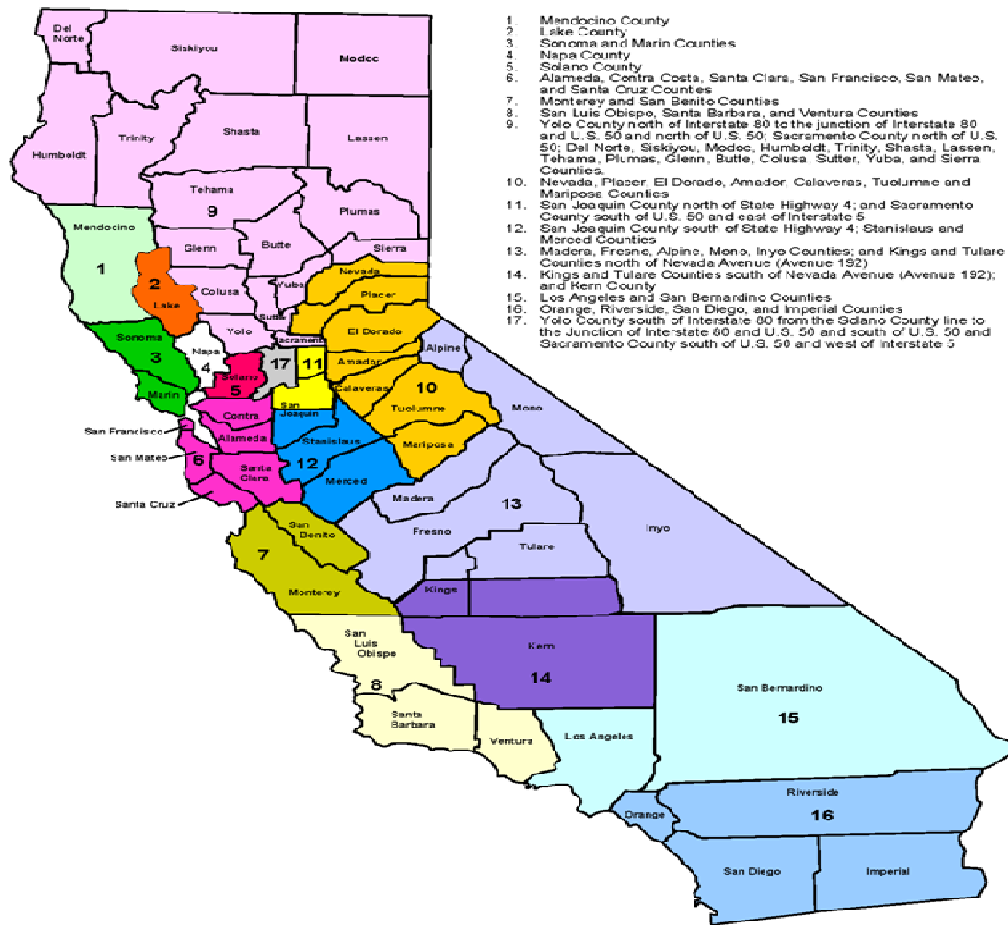 1. Mendocino County
2. Lake County
3. Sonoma and Marin Counties
4. Napa County
5. Solano County
6. Alameda, Contra Costa, Santa Clara, San Francisco, San Mateo,
and Santa Cruz Counties
7. Monterey and San Benito Counties
8. San Luis Obispo, Santa Barbara, and Ventura Counties
9. Yolo County north of Interstate 80 to the junction of Interstate 80
and U.S. 50 and north of U.S. 50; Sacramento County north of U.S.
50; Del Norte, Siskiyou, Modoc, Humboldt, Trinity, Shasta, Lassen,
Tehama, Plumas, Glenn, Butte, Colusa, Sutter, Yuba, and Sierra
Counties.
10. Nevada, Placer, El Dorado, Amador, Calaveras, Tuolumne and
Mariposa Counties
11. San Joaquin County north of State Highway 4; and Sacramento
County south of U.S. 50 and east of Interstate 5
12. San Joaquin County south of State Highway 4; Stanislaus and
Merced Counties
13. Madera, Fresno, Alpine, Mono, Inyo Counties; and Kings and Tulare
Counties north of Nevada Avenue (Avenue 192)
14. Kings and Tulare Counties south of Nevada Avenue (Avenue 192);
and Kern County
15. Los Angeles and San Bernardino Counties
16. Orange, Riverside, San Diego, and Imperial Counties
17. Yolo County south of Interstate 80 from the Solano County line to
the Junction of Interstate 80 and U.S. 50 and south of U.S. 50 and
Sacramento County south of U.S. 50 and west of Interstate 5
Del
Norte
Siskiyou
Modoc
Humboldt
Trinity
Shasta
Lassen
Tehama
9
Plumas
Mendocino
1
Glenn
Butte
Sierra
2
Lake
Colusa
Yuba
Sutter
Nevada
Placer
Yolo
El Dorado
Sonoma
3
Napa
4
Sacramento
17
11
Amador
Alpine
Marin
Solano
5
Calaveras
10
Tuolumne
Mono
San
Joaquin
Contra
San Francisco
Alameda
Stanislaus
Mariposa
San Mateo
6
Santa
Clara
12
Merced
Santa Cruz
Madera
13
San
Benito
Fresno
Inyo
7
Tulare
Monterey
Kings
San
Luis
Obispo
Kern
8
14
San Bernardino
15
Santa
Barbara
Ventura
Los Angeles
Riverside
16
Orange
San Diego
Imperial